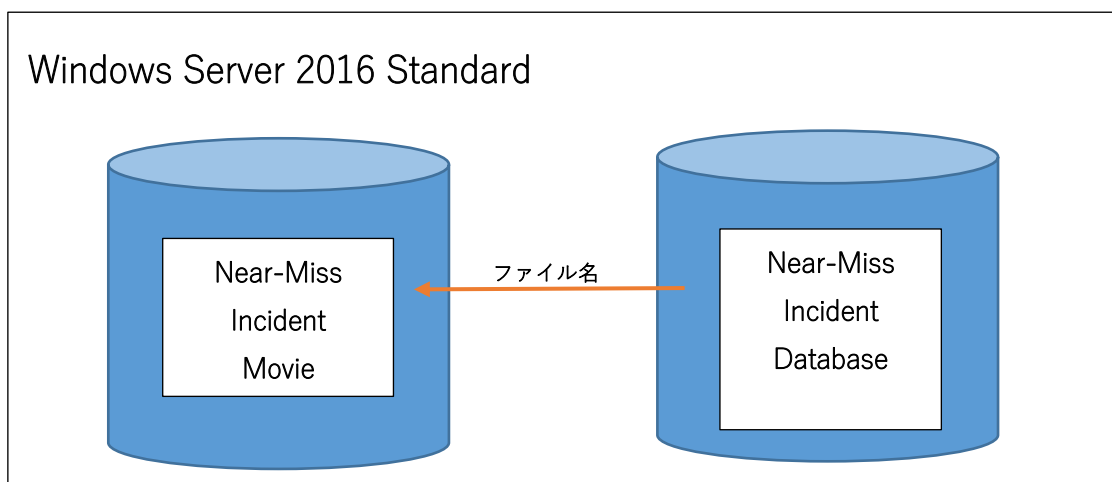 Windows Server 2016 Standard
Near-Miss
Incident
Movie
ファイル名
Near-Miss
Incident
Database